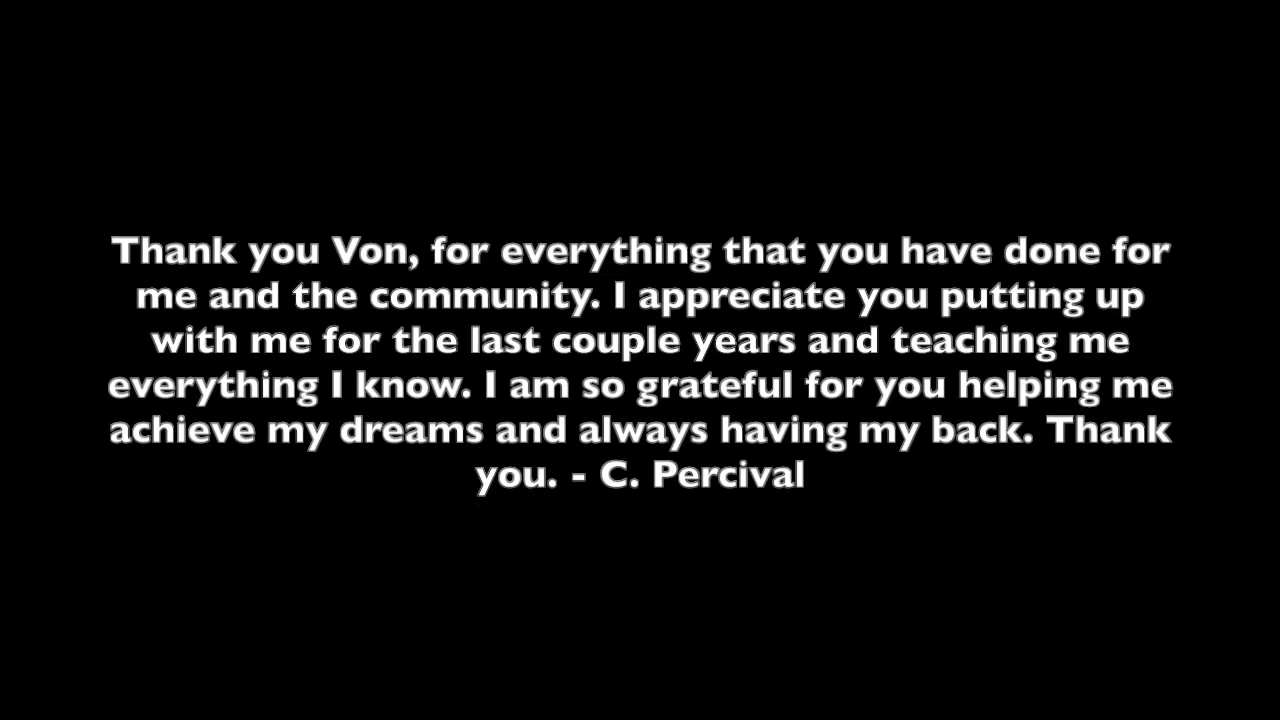 Thank you Von, for everything that you have done for
me and the community. I appreciate you putting up
with me for the last couple years and teaching me
everything I know. I am so grateful for you helping me
achieve my dreams and always having my back. Thank
you. - C. Percival